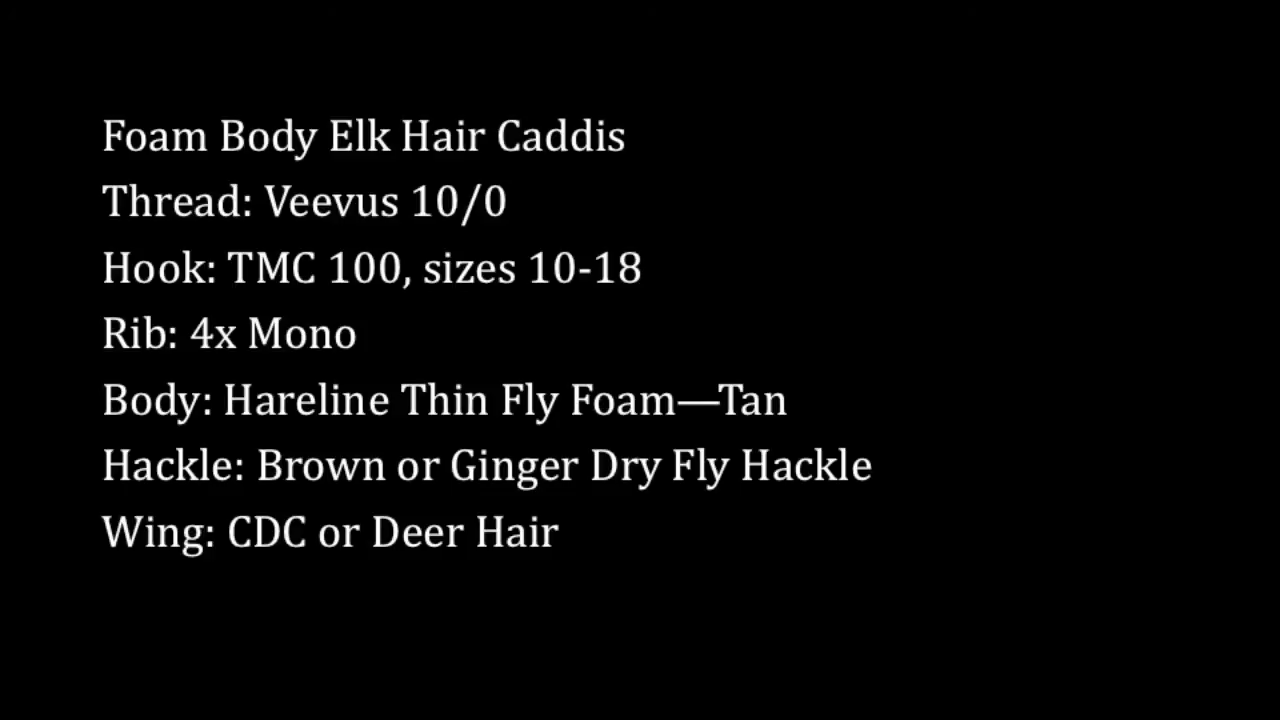 Foam Body Elk Hair Caddis
Thread: Veevus 10/0
Hook: TMC 100, sizes 10-18
Rib: 4x Mono
Body: Hareline Thin Fly Foam—Tan
Hackle: Brown or Ginger Dry Fly Hackle
Wing: CDC or Deer Hair